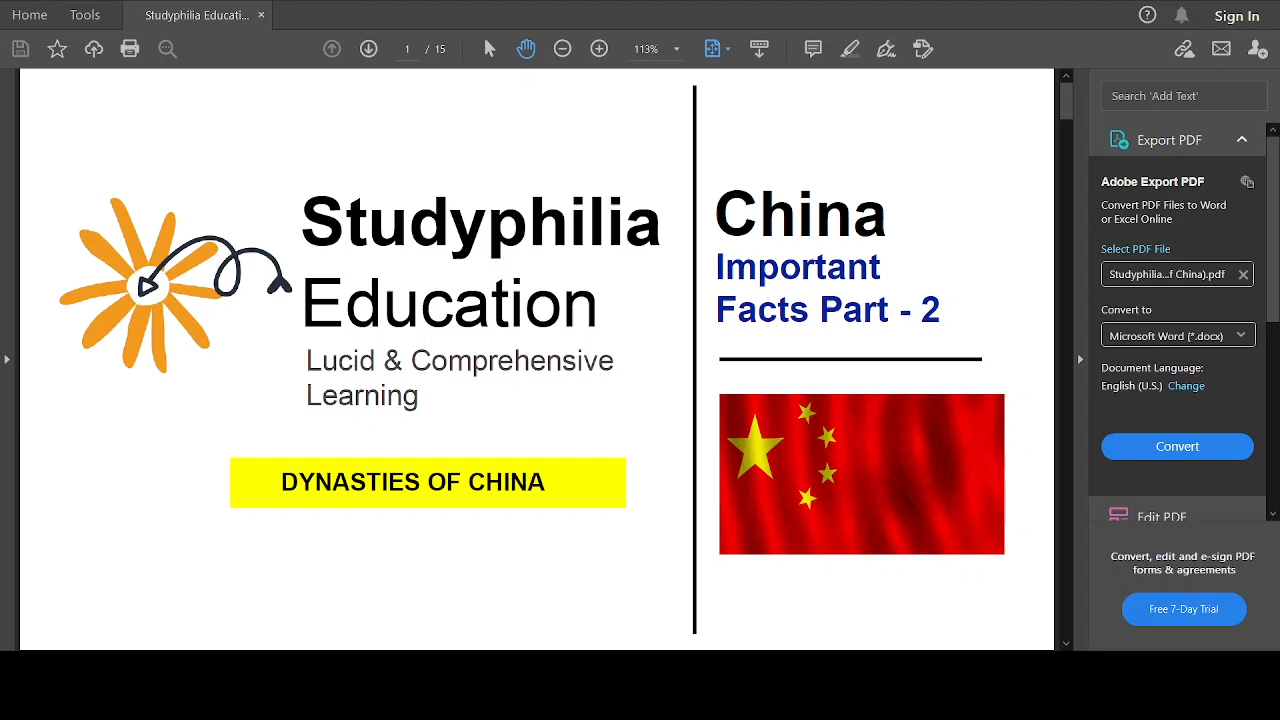 Home
Tools
Studyphilia Educati...
Sign In
1 / 15
113%
Studyphilia
Education
Lucid & Comprehensive
Learning
DYNASTIES OF CHINA
China
Important
Facts Part - 2
Search 'Add Text'
Export PDF
Adobe Export PDF
Convert PDF Files to Word
or Excel Online
Select PDF File
Studyphilia...f China).pdf
Convert to
Microsoft Word (*.docx)
Document Language:
English (U.S.) Change
Convert
Edit PDF
Convert, edit and e-sign PDF
forms & agreements
Free 7-Day Trial